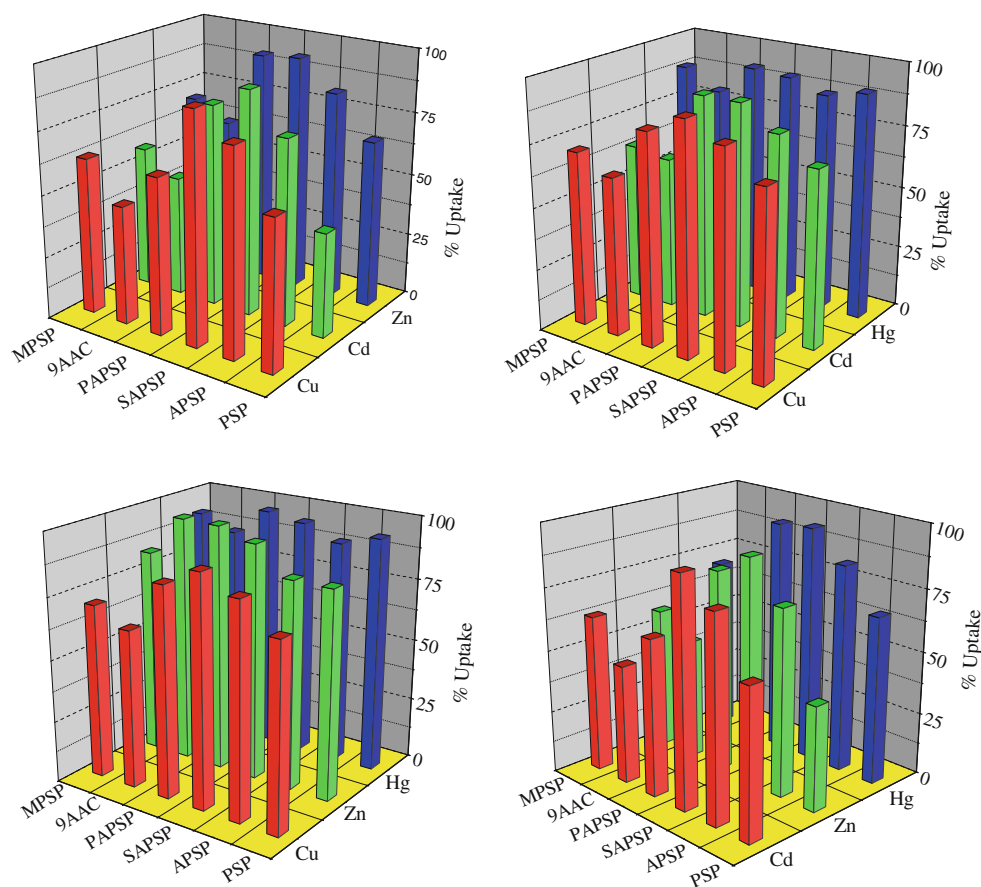 100
75
50
25
0
% Uptake
MPSP
9AAC
PAPSP
SAPSP
APSP
PSP
Cu
Cd
Zn
100
75
50
25
0
% Uptake
MPSP
9AAC
PAPSP
SAPSP
APSP
PSP
Cu
Cd
Hg
100
75
50
25
0
% Uptake
MPSP
9AAC
PAPSP
SAPSP
APSP
PSP
Cu
Zn
Hg
100
75
50
25
0
% Uptake
MPSP
9AAC
PAPSP
SAPSP
APSP
PSP
Cd
Zn
Hg